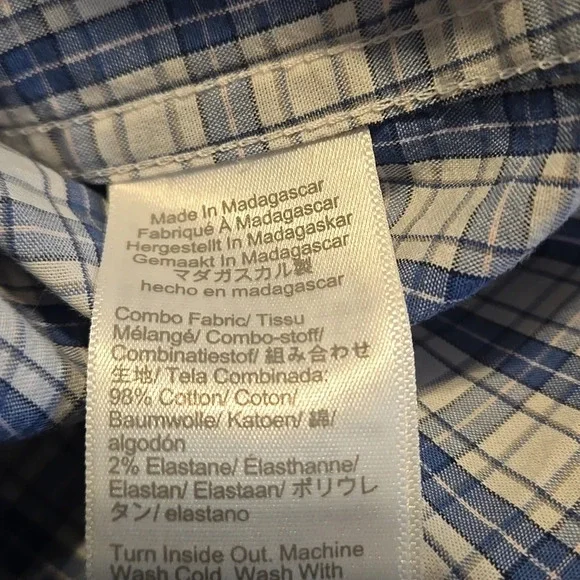 Made In Madagascar
Fabriqué À Madagascar
Hergestellt In Madagaskar
Gemaakt In Madagascar
マダガスカル製
hecho en madagascar
Combo Fabric/ Tissu
Mélangé/ Combo-stoff/
Combinatiestof/ 組み合わせ
生地/ Tela Combinada:
98% Cotton/ Coton/
Baumwolle/ Katoen/ 綿/
algodón
2% Elastane/ Élasthanne/
Elastan/ Elastaan/ ポリウレ
タン/ elastano
Turn Inside Out. Machine
Wash Cold. Wash With